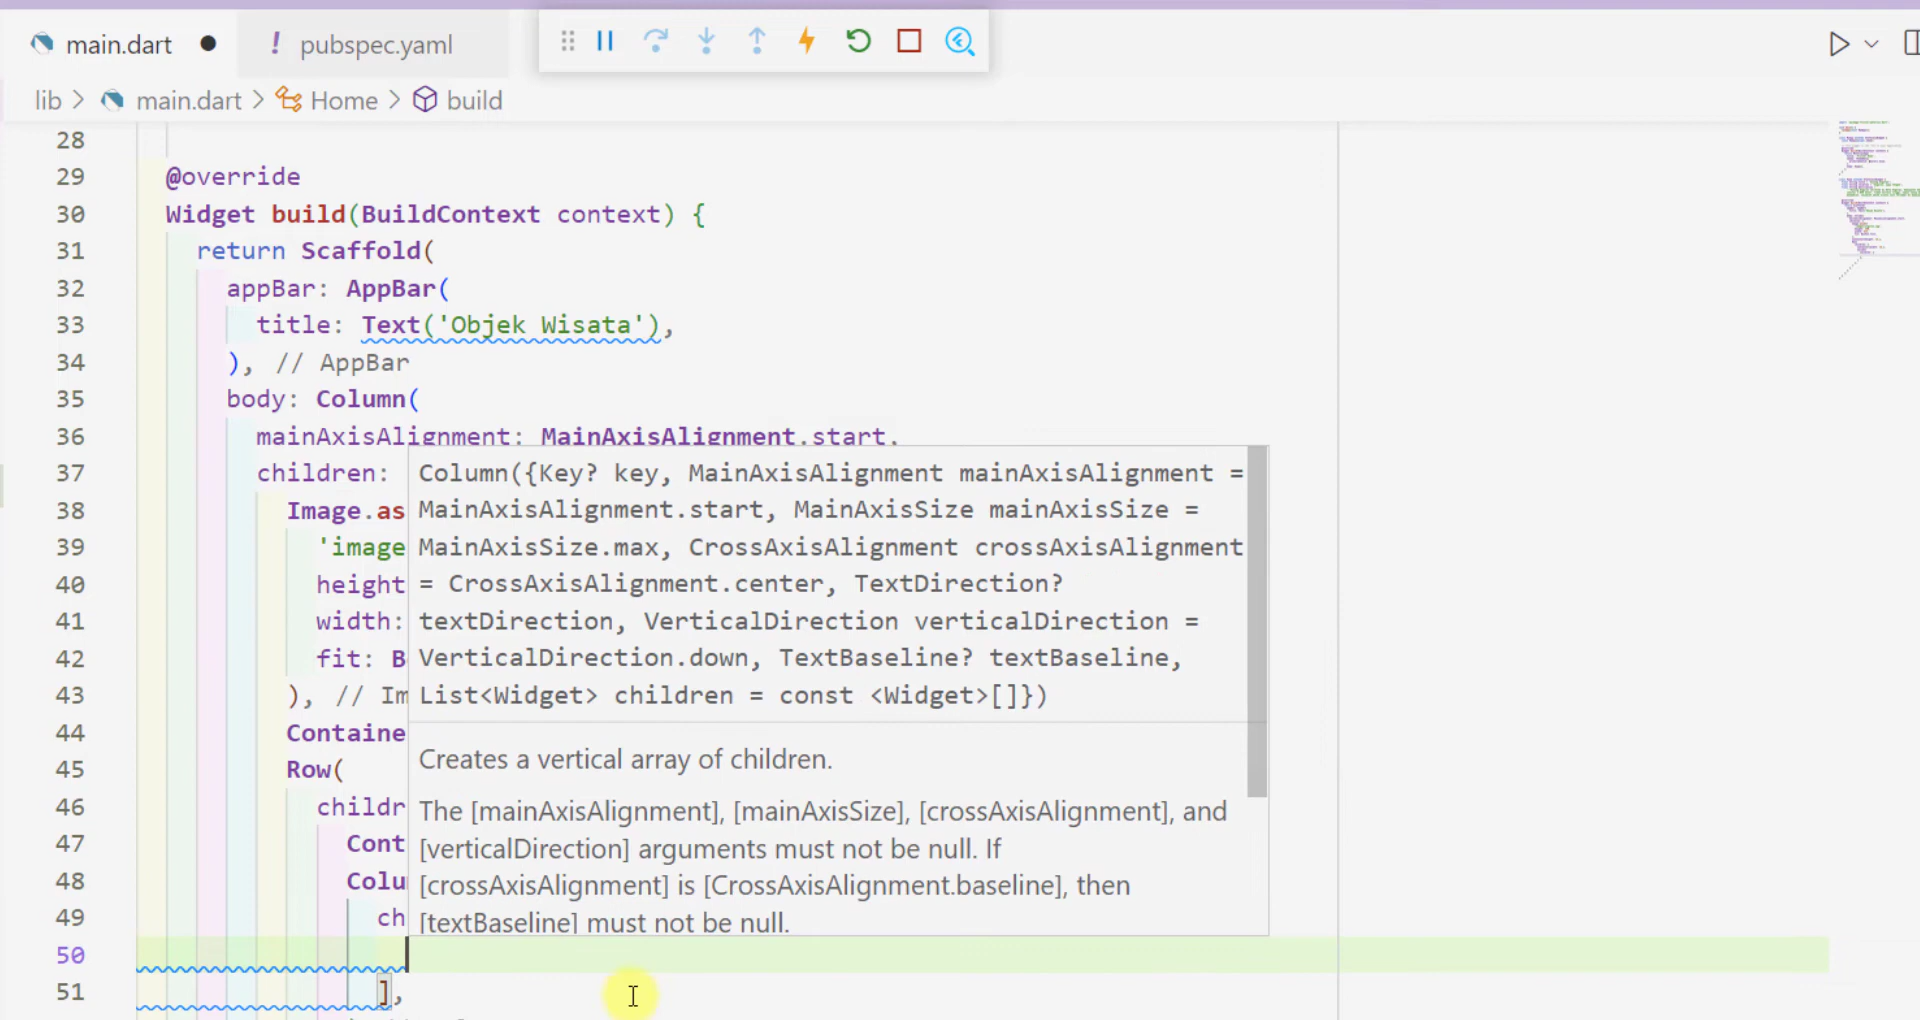 main.dart
! pubspec.yaml
lib > main.dart > Home > build
28
29 @override
30 Widget build(BuildContext context) {
31 return Scaffold(
32 appBar: AppBar(
33 title: Text('Objek Wisata'),
34 ), // AppBar
35 body: Column(
36 mainAxisAlignment: MainAxisAlignment.start,
37 children:
38 Image.as
39 'image
40 height
41 width:
42 fit: B
43 ), // Im
44 Containe
45 Row(
46 childr
47 Cont
48 Colu
49 ch
50
51 ],
Column({Key? key, MainAxisAlignment mainAxisAlignment =
MainAxisAlignment.start, MainAxisSize mainAxisSize =
MainAxisSize.max, CrossAxisAlignment crossAxisAlignment
= CrossAxisAlignment.center, TextDirection?
textDirection, VerticalDirection verticalDirection =
VerticalDirection.down, TextBaseline? textBaseline,
List<Widget> children = const <Widget>[]})
Creates a vertical array of children.
The [mainAxisAlignment], [mainAxisSize], [crossAxisAlignment], and
[verticalDirection] arguments must not be null. If
[crossAxisAlignment] is [CrossAxisAlignment.baseline], then
[textBaseline] must not be null.